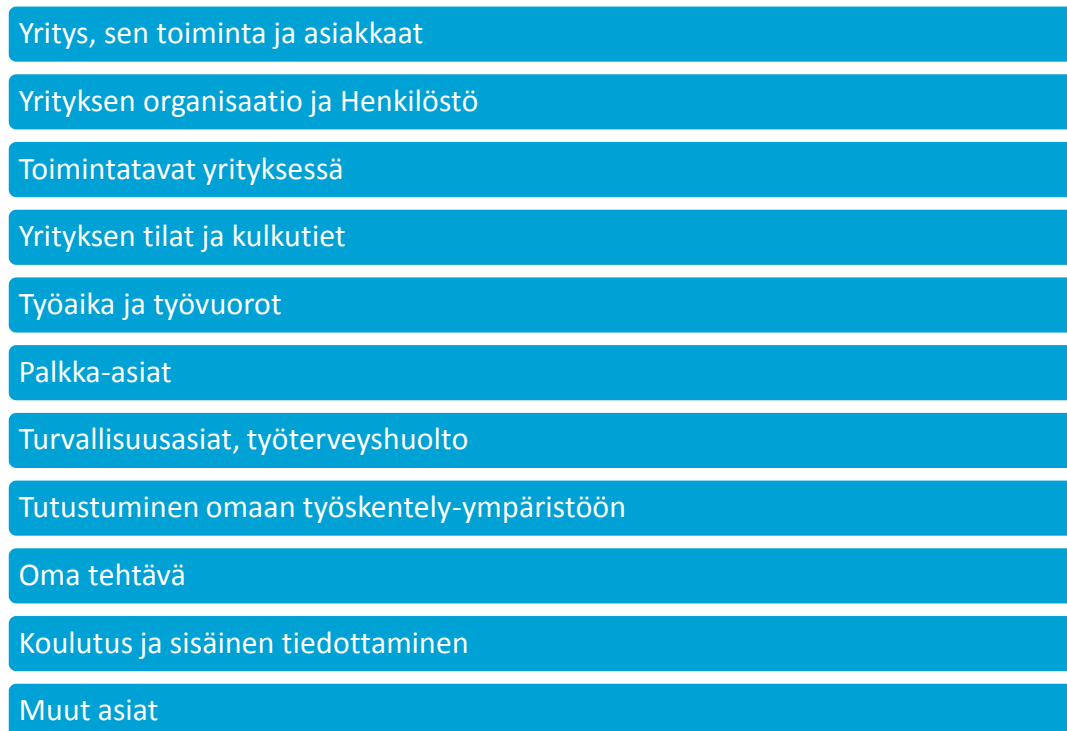 Yritys, sen toiminta ja asiakkaat
Yrityksen organisaatio ja Henkilöstö
Toimintatavat yrityksessä
Yrityksen tilat ja kulkutiet
Työaika ja työvuorot
Palkka-asiat
Turvallisuusasiat, työterveyshuolto
Tutustuminen omaan työskentely-ympäristöön
Oma tehtävä
Koulutus ja sisäinen tiedottaminen
Muut asiat